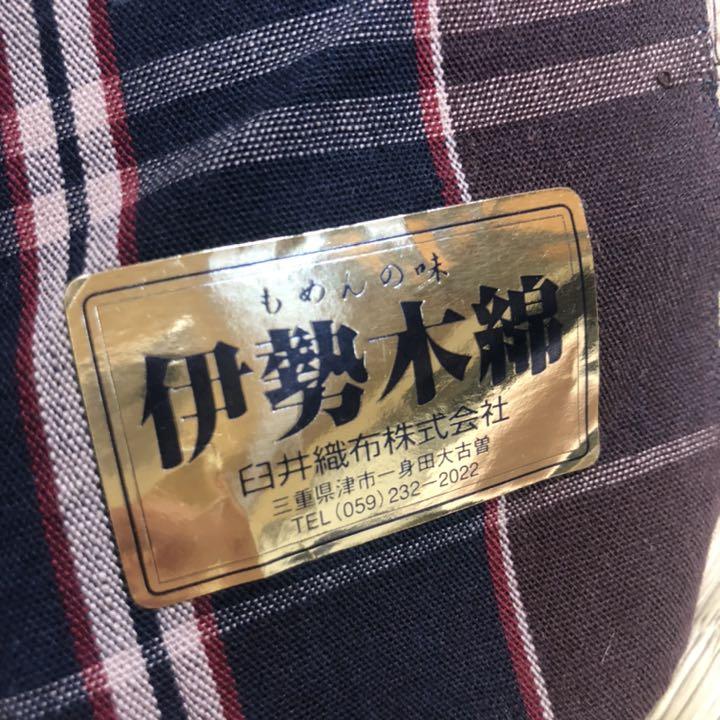 もめんの味
伊勢木綿
臼井織布株式会社
三重県津市一身田大古曽
TEL(059)232-2022